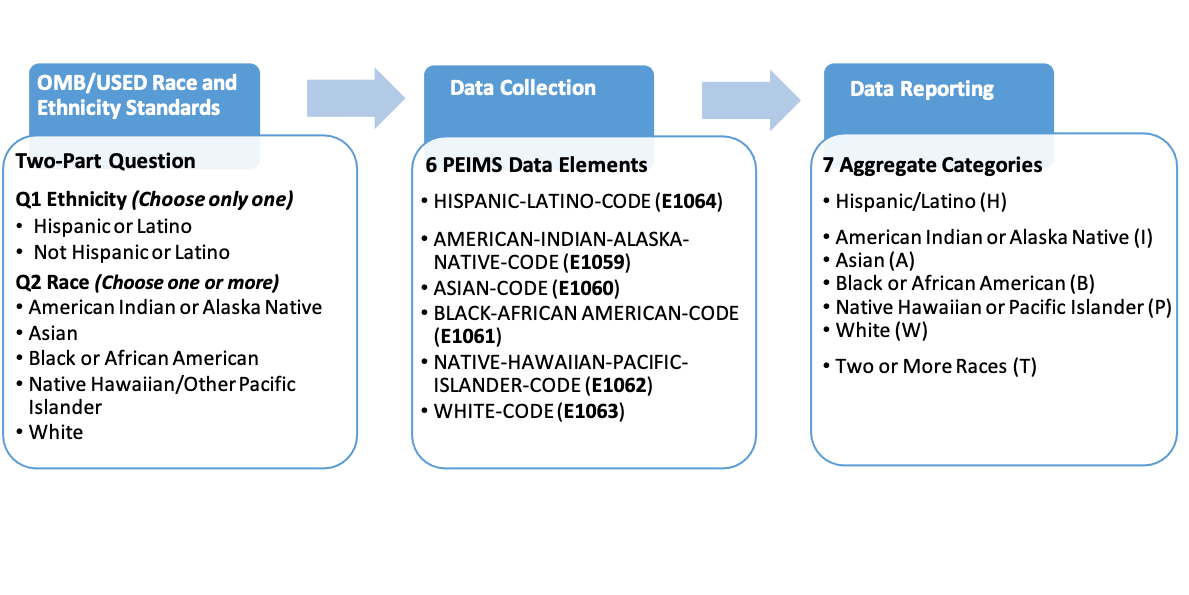 OMB/USED Race and
Ethnicity Standards
Two-Part Question
Q1 Ethnicity (Choose only one)
• Hispanic or Latino
• Not Hispanic or Latino
Q2 Race (Choose one or more)
• American Indian or Alaska Native
• Asian
• Black or African American
• Native Hawaiian/Other Pacific
Islander
• White
Data Collection
6 PEIMS Data Elements
• HISPANIC-LATINO-CODE (E1064)
• AMERICAN-INDIAN-ALASKA-
NATIVE-CODE (E1059)
• ASIAN-CODE (E1060)
• BLACK-AFRICAN AMERICAN-CODE
(E1061)
• NATIVE-HAWAIIAN-PACIFIC-
ISLANDER-CODE (E1062)
• WHITE-CODE (E1063)
Data Reporting
7 Aggregate Categories
• Hispanic/Latino (H)
• American Indian or Alaska Native (I)
• Asian (A)
• Black or African American (B)
• Native Hawaiian or Pacific Islander (P)
• White (W)
• Two or More Races (T)